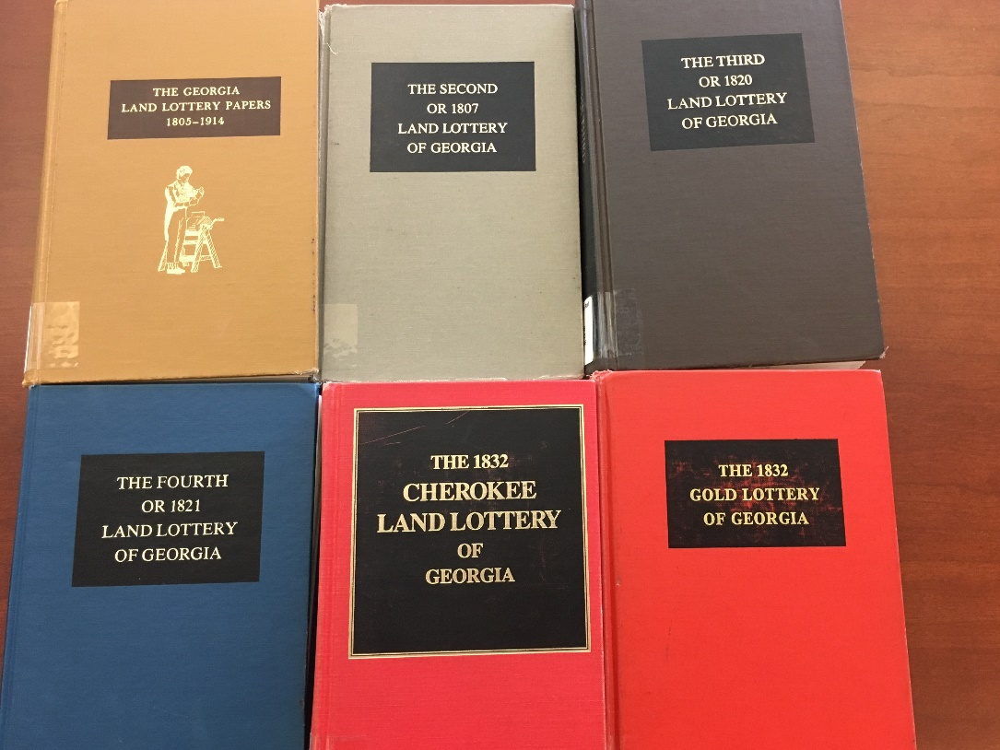 THE GEORGIA
LAND LOTTERY PAPERS
1805–1914
THE SECOND
OR 1807
LAND LOTTERY
OF GEORGIA
THE THIRD
OR 1820
LAND LOTTERY
OF GEORGIA
THE FOURTH
OR 1821
LAND LOTTERY
OF GEORGIA
THE 1832
CHEROKEE
LAND LOTTERY
OF
GEORGIA
THE 1832
GOLD LOTTERY
OF GEORGIA